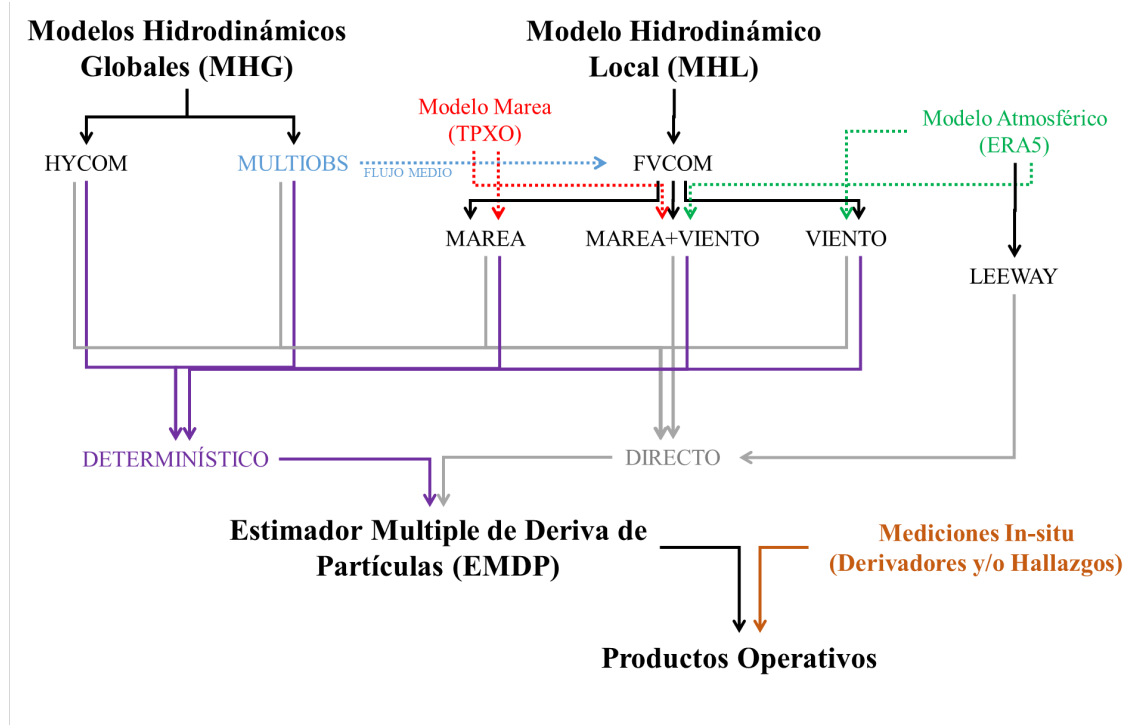 Modelos Hidrodinámicos
Globales (MHG)
Modelo Hidrodinámico
Local (MHL)
Modelo Marea
(TPXO)
Modelo Atmosférico
(ERA5)
HYCOM
MULTIOBS
FLUJO MEDIO
FVCOM
MAREA
MAREA+VIENTO
VIENTO
LEEWAY
DETERMINÍSTICO
DIRECTO
Estimador Multiple de Deriva de
Partículas (EMDP)
Mediciones In-situ
(Derivadores y/o Hallazgos)
Productos Operativos